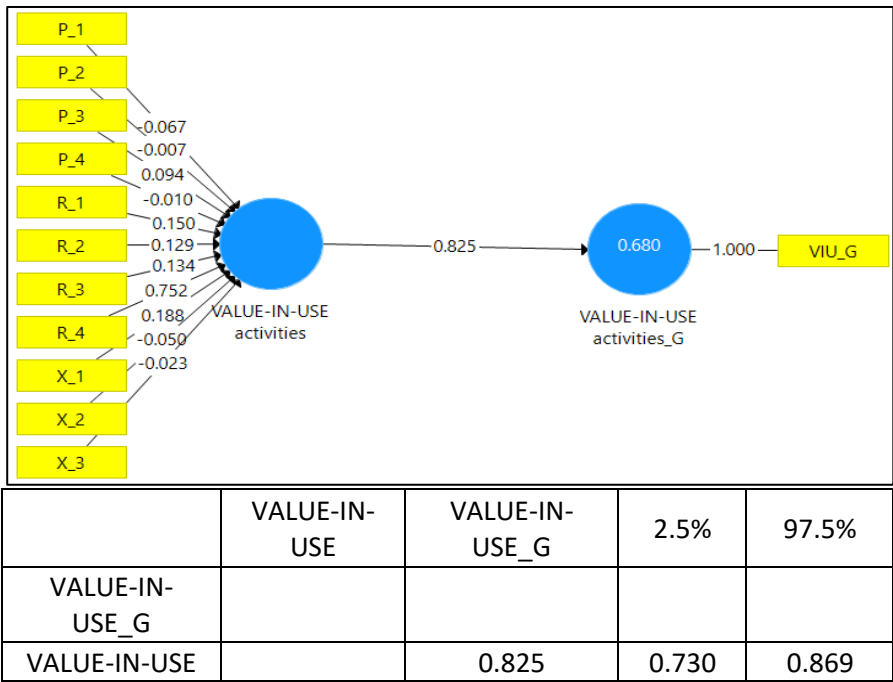 P_1
P_2
P_3
P_4
R_1
R_2
R_3
R_4
X_1
X_2
X_3
-0.067
-0.007
0.094
-0.010
0.150
0.129
0.134
0.752
0.188
-0.050
-0.023
VALUE-IN-USE
activities
0.825
0.680
VALUE-IN-USE
activities_G
1.000
VIU_G
VALUE-IN-
USE
VALUE-IN-
USE_G
2.5%
97.5%
VALUE-IN-
USE_G
VALUE-IN-USE 0.825 0.730 0.869